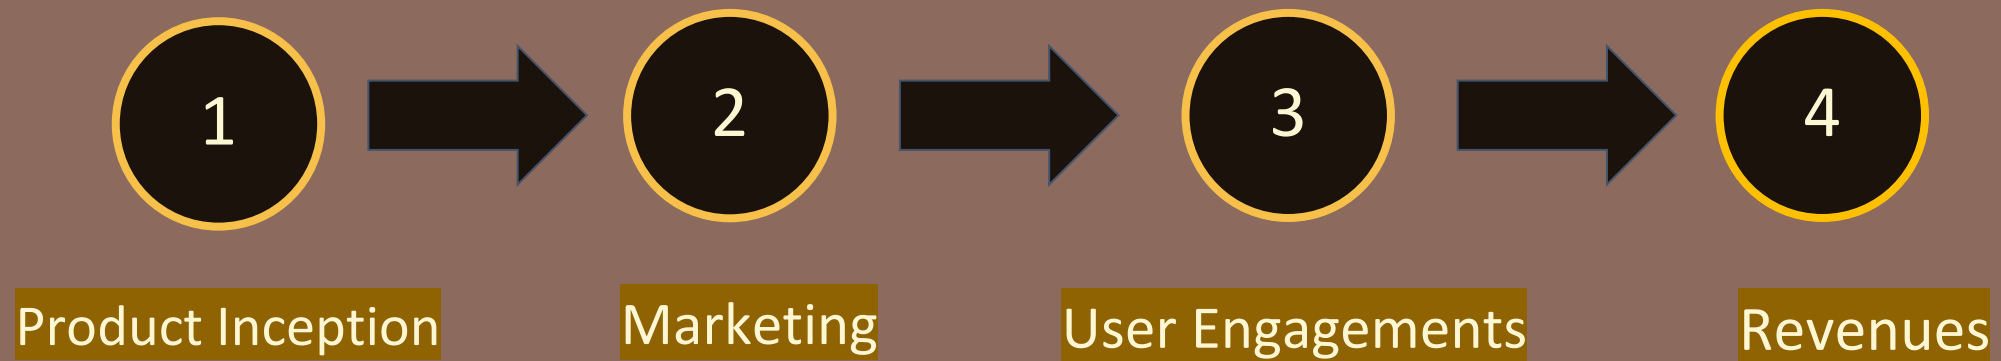 1
2
3
4
Product Inception
Marketing
User Engagements
Revenues